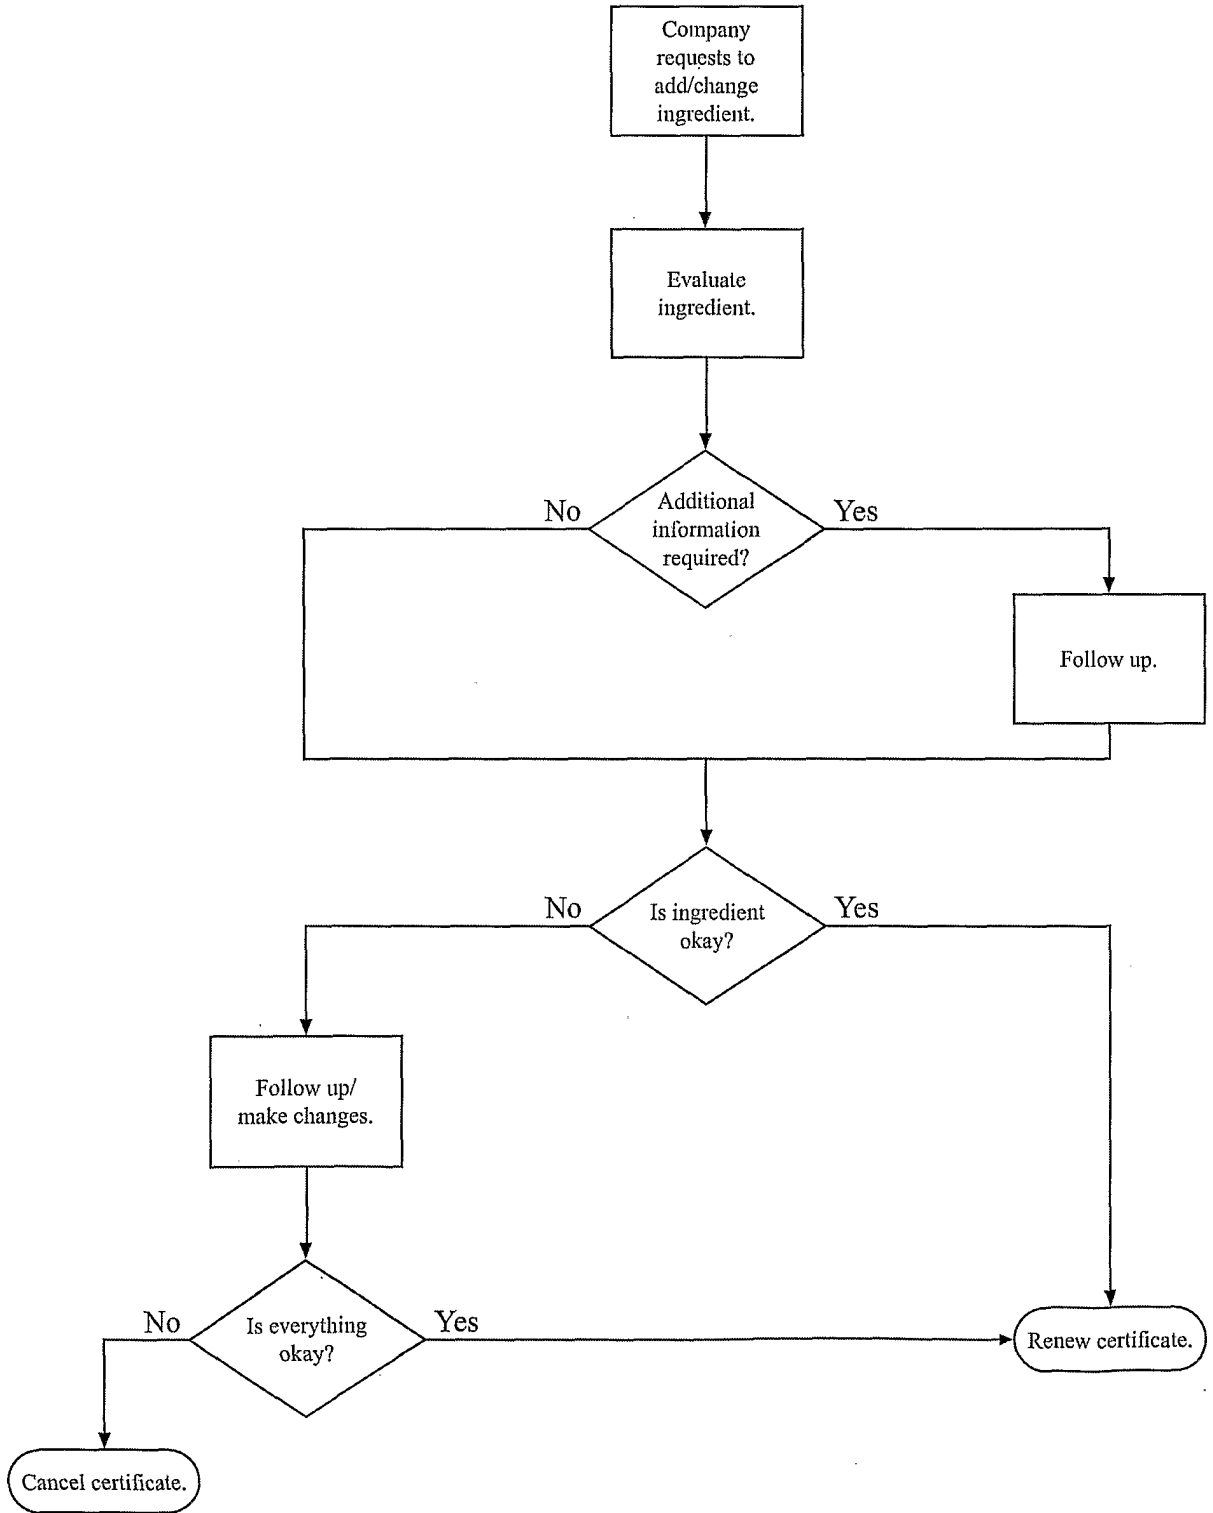 Company
requests to
add/change
ingredient.
Evaluate
ingredient.
No
Additional
information
required?
Yes
Follow up.
No
Is ingredient
okay?
Yes
Follow up/
make changes.
No
Is everything
okay?
Yes
Renew certificate.
Cancel certificate.